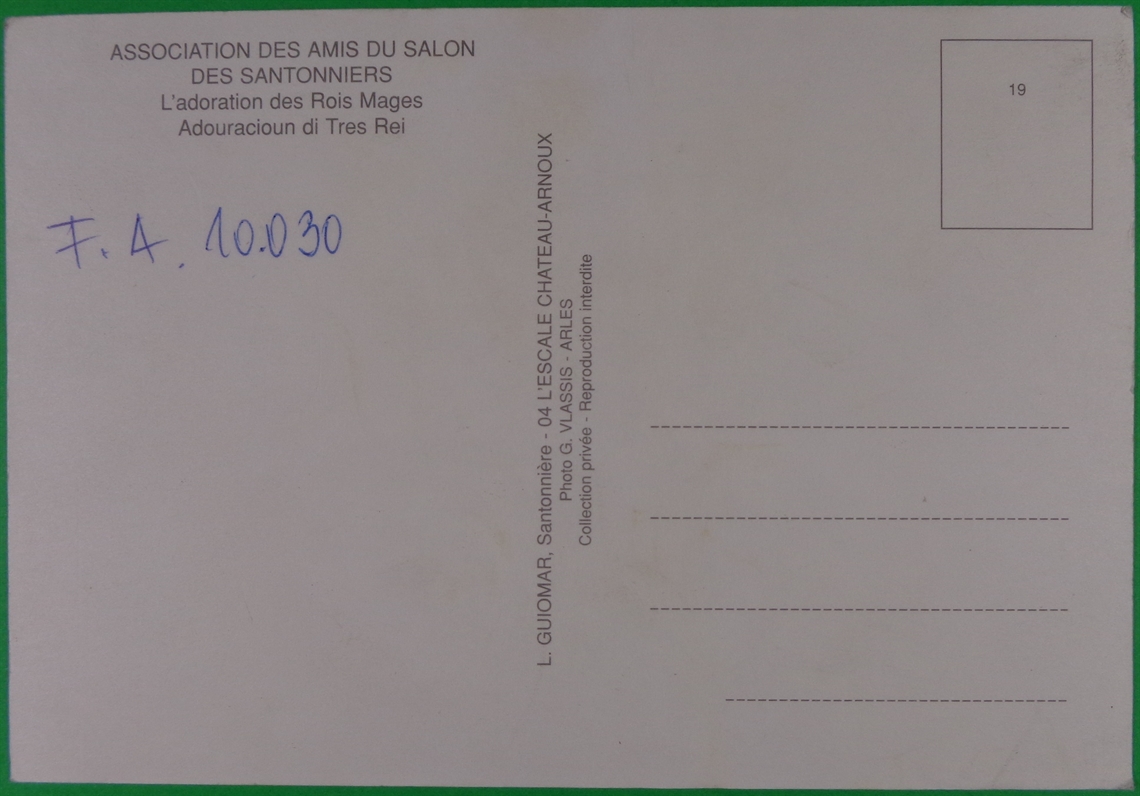 ASSOCIATION DES AMIS DU SALON
DES SANTONNIERS
L'adoration des Rois Mages
Adouracioun di Tres Rei
F. A. 10.030
L. GUIOMAR, Santonnière - 04 L'ESCALE CHATEAU-ARNOUX
Photo G. VLASSIS - ARLES
Collection privée - Reproduction interdite
19